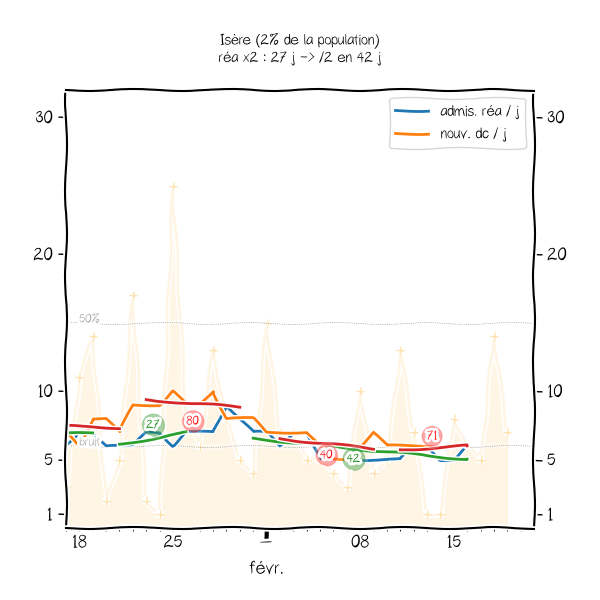 Isère (2% de la population)
réa x2 : 27 j -> /2 en 42 j
admis. réa / j
nouv. dc / j
30 30
20 20
50%
10 10
27 80 71
bruit
40 42
5 5
1 1
18 25 1 08 15
févr.